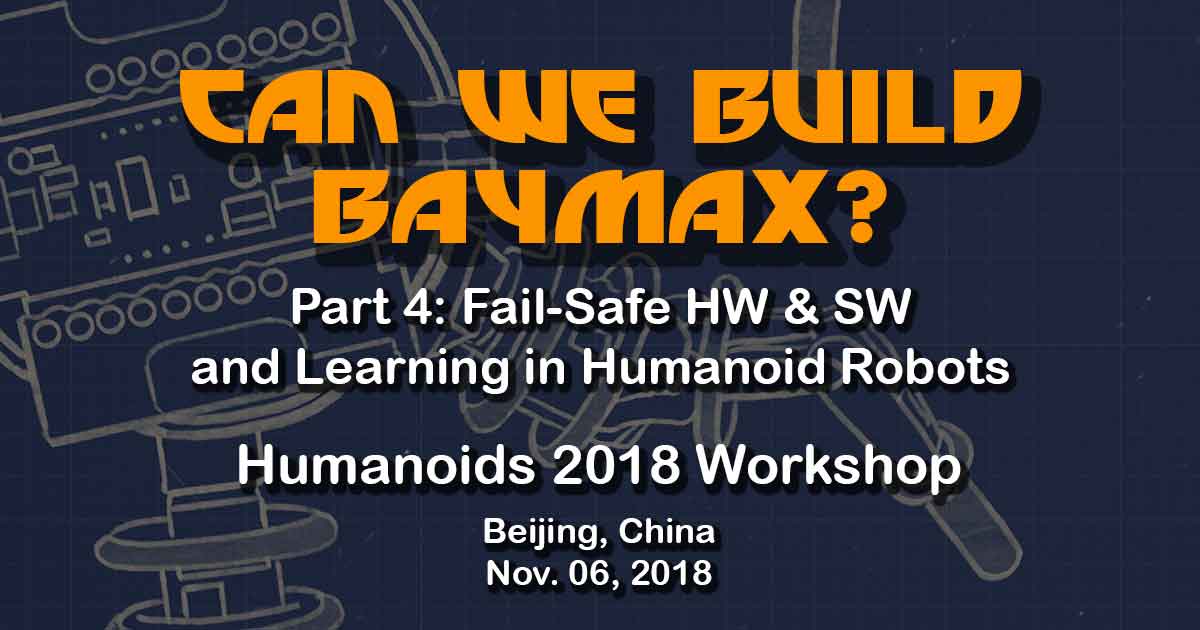 CAN WE BUILD
BAYMAX?
Part 4: Fail-Safe HW & SW
and Learning in Humanoid Robots
Humanoids 2018 Workshop
Beijing, China
Nov. 06, 2018